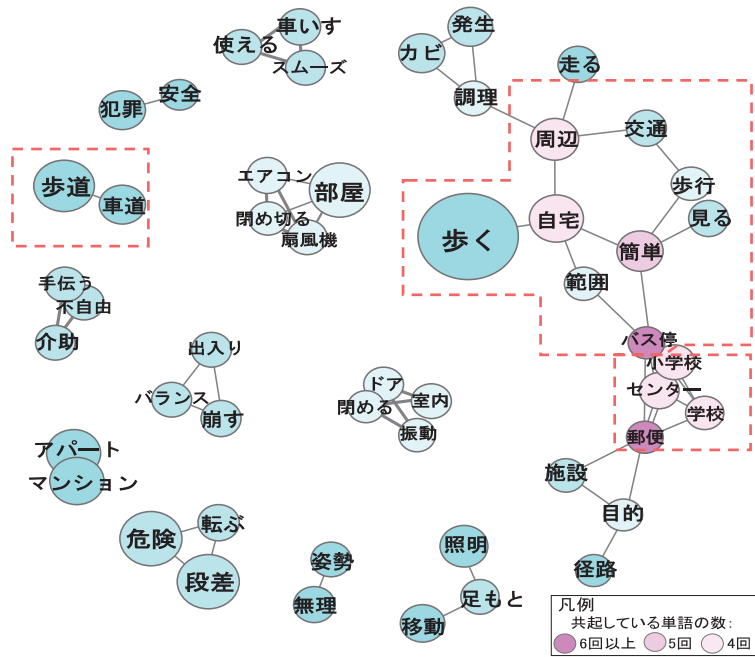 車いす
使える
スムーズ
発生
カビ
調理
走る
犯罪
安全
周辺
交通
歩道
車道
エアコン
部屋
閉め切る
扇風機
歩行
見る
自宅
歩く
簡単
範囲
手伝う
不自由
介助
出入り
バランス
崩す
ドア
閉める
室内
振動
バス停
小学校
センター
学校
郵便
アパート
マンション
施設
目的
経路
危険
転ぶ
段差
姿勢
無理
照明
足もと
移動
凡例
共起している単語の数:
6回以上 5回 4回